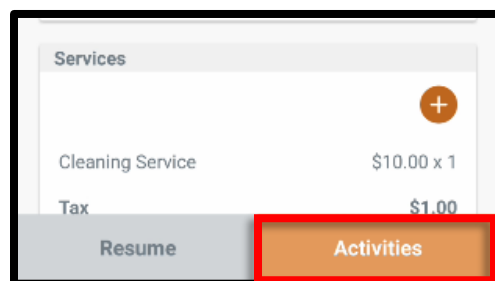 Services
+
Cleaning Service $10.00 x 1
Tax $1.00
Resume Activities